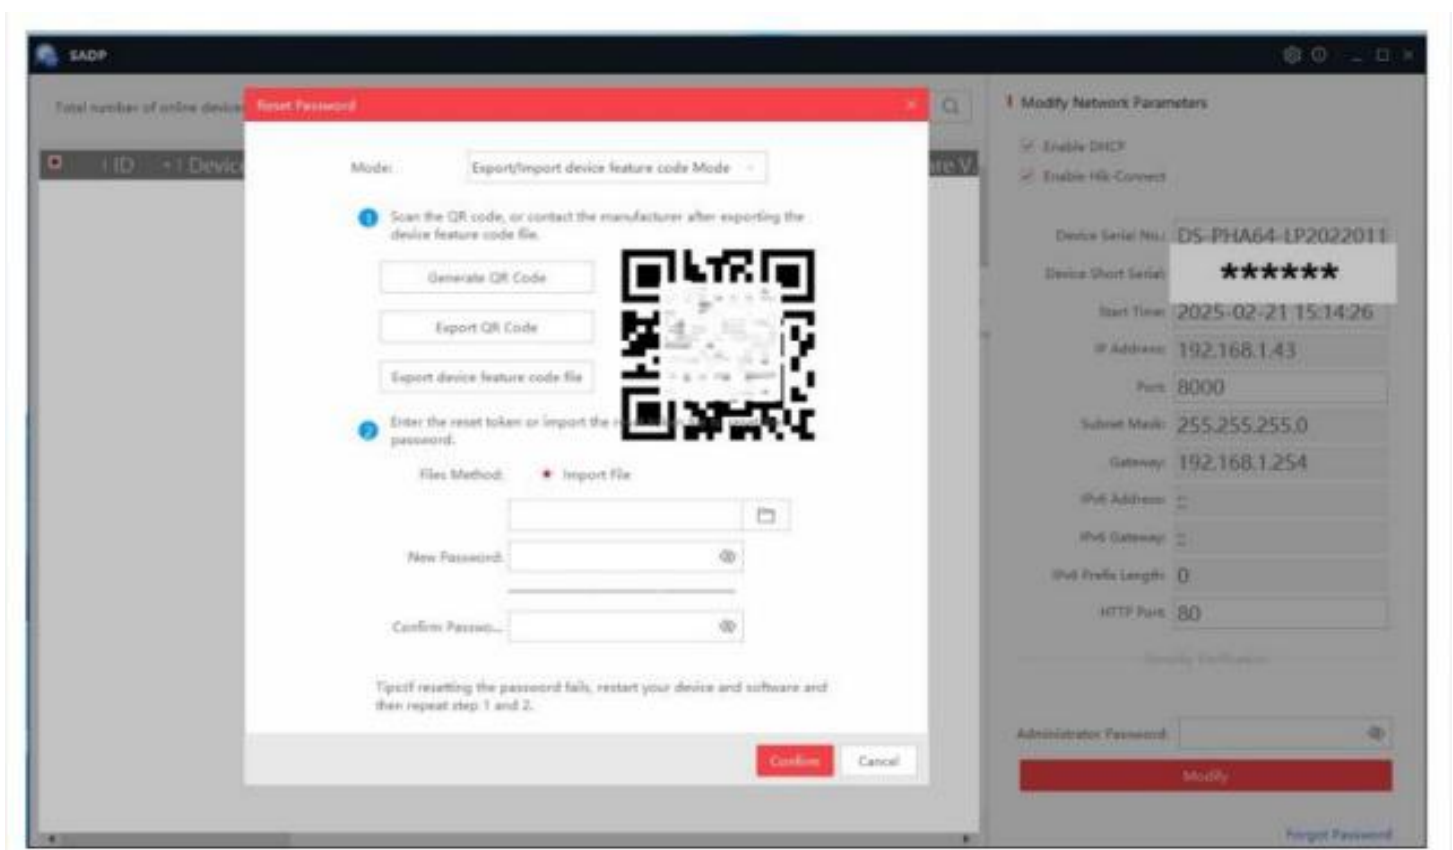 SADP
Total number of online device
Reset Password
ID
Device
Mode:
Export/Import device feature code Mode
1
Scan the QR code, or contact the manufacturer after exporting the
device feature code file.
Generate QR Code
Export QR Code
Export device feature code file
2
Enter the reset token or import the
password.
Files Method:
Import File
New Password:
Confirm Passwo...
Tips:If resetting the password fails, restart your device and software and
then repeat step 1 and 2.
Confirm
Cancel
Modify Network Parameters
Enable DHCP
Enable Hik-Connect
Device Serial No.: DS-PHA64-LP2022011
Device Short Serial: ******
Start Time: 2025-02-21 15:14:26
IP Address: 192.168.1.43
Port: 8000
Subnet Mask: 255.255.255.0
Gateway: 192.168.1.254
IPv6 Address: ::
IPv6 Gateway: ::
IPv6 Prefix Length: 0
HTTP Port: 80
Administrator Password
Modify
Forgot Password